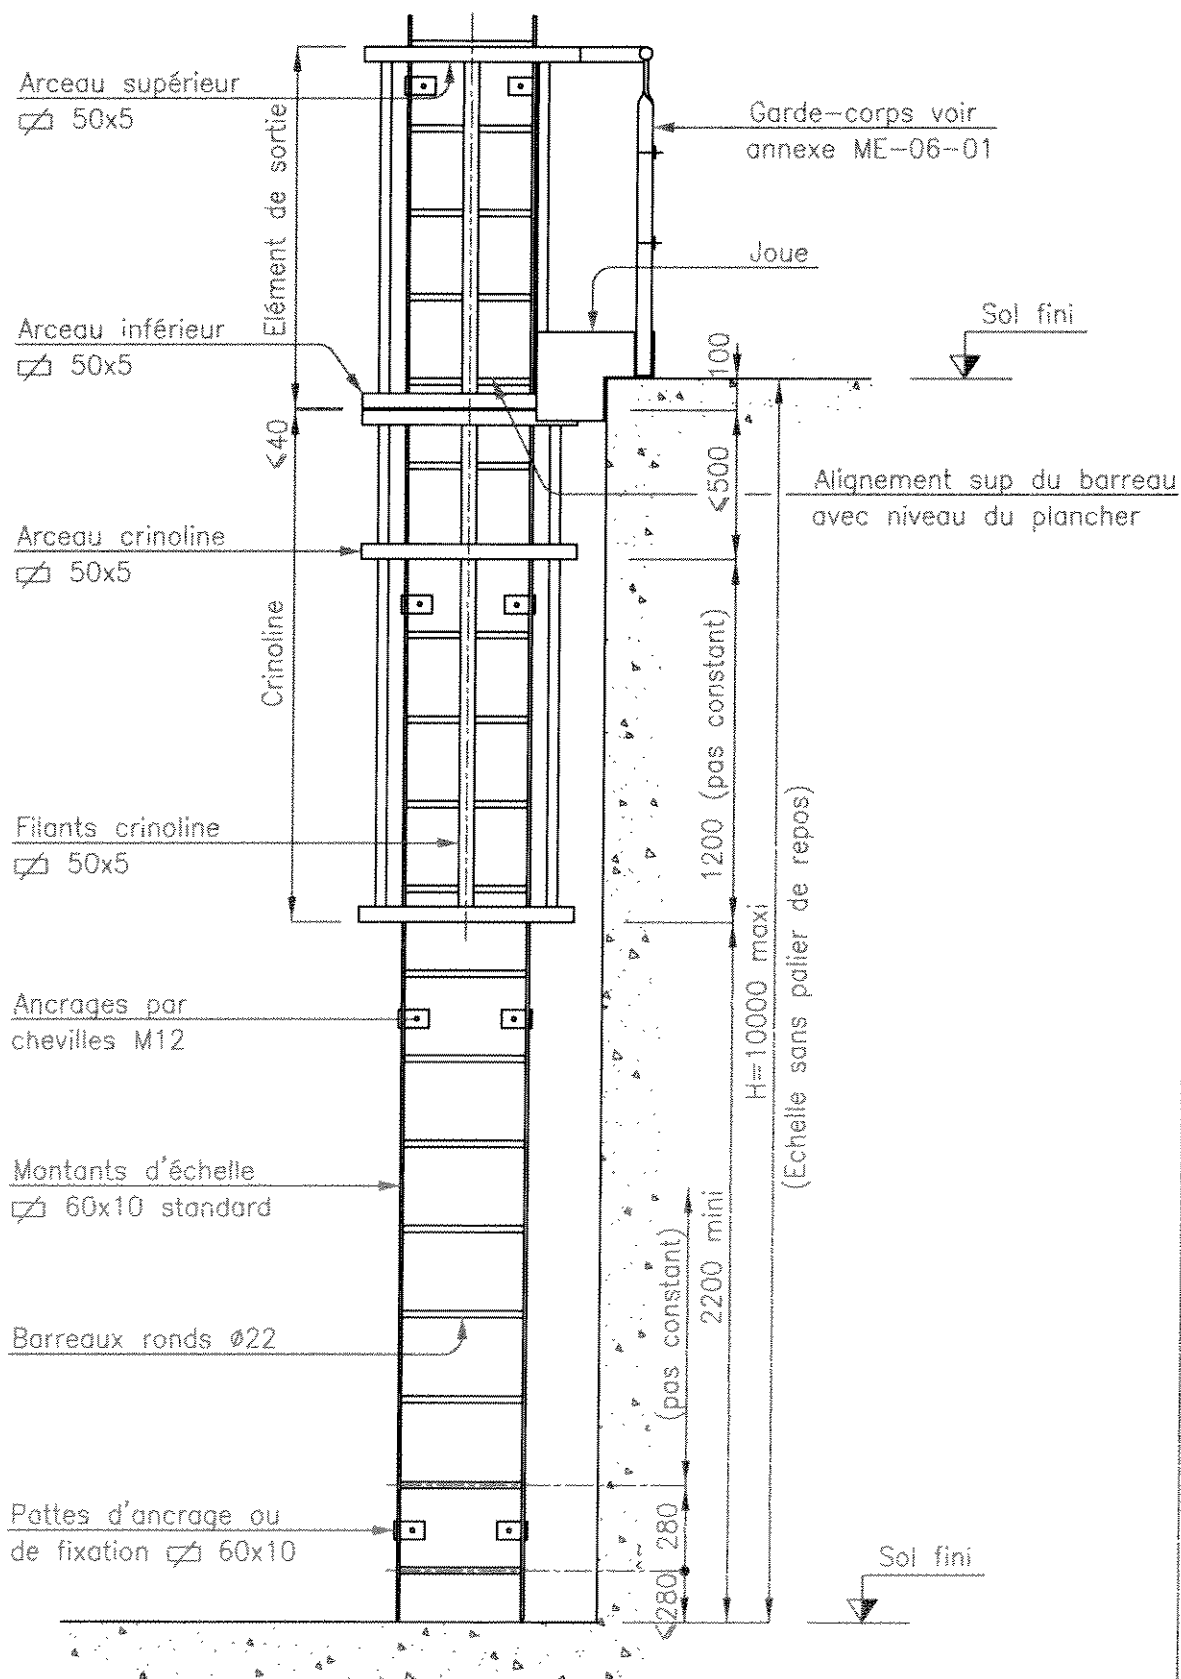 Arceau supérieur
50x5
Elément de sortie
Garde-corps voir
annexe ME-06-01
Joue
Sol fini
Arceau inférieur
50x5
100
<40
<500
Alignement sup du barreau
avec niveau du plancher
Arceau crinoline
50x5
Crinoline
1200 (pas constant)
Filants crinoline
50x5
H=10000 maxi
(Echelle sans palier de repos)
Ancrages par
chevilles M12
Montants d'échelle
60x10 standard
(pas constant)
2200 mini
Barreaux ronds ø22
Pattes d'ancrage ou
de fixation 60x10
280
<280
Sol fini